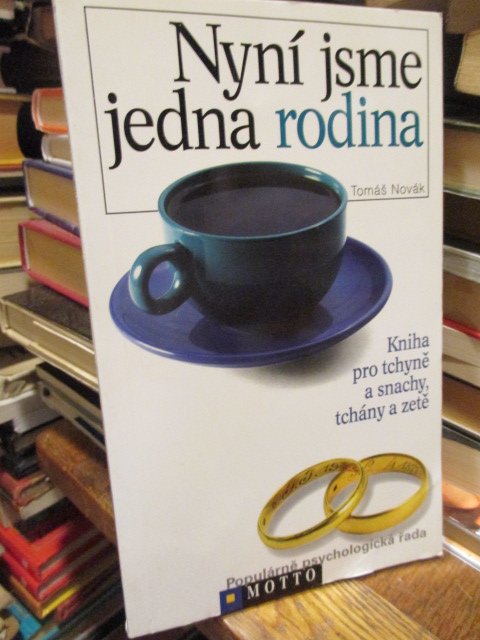 Nyní jsme
jedna rodina
Tomáš Novák
Kniha
pro tchyně
a snachy,
tchány a zetě
Populárně psychologická řada
MOTTO